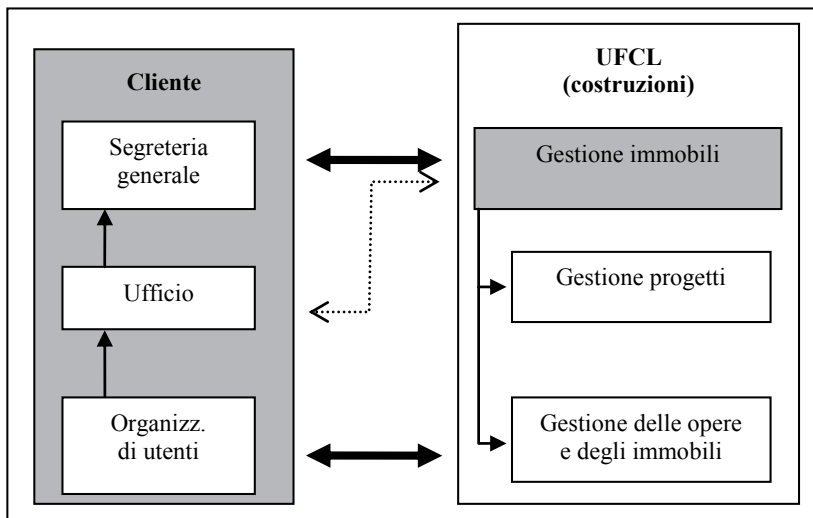 Cliente
Segreteria
generale
Ufficio
Organizz.
di utenti
UFCL
(costruzioni)
Gestione immobili
Gestione progetti
Gestione delle opere
e degli immobili